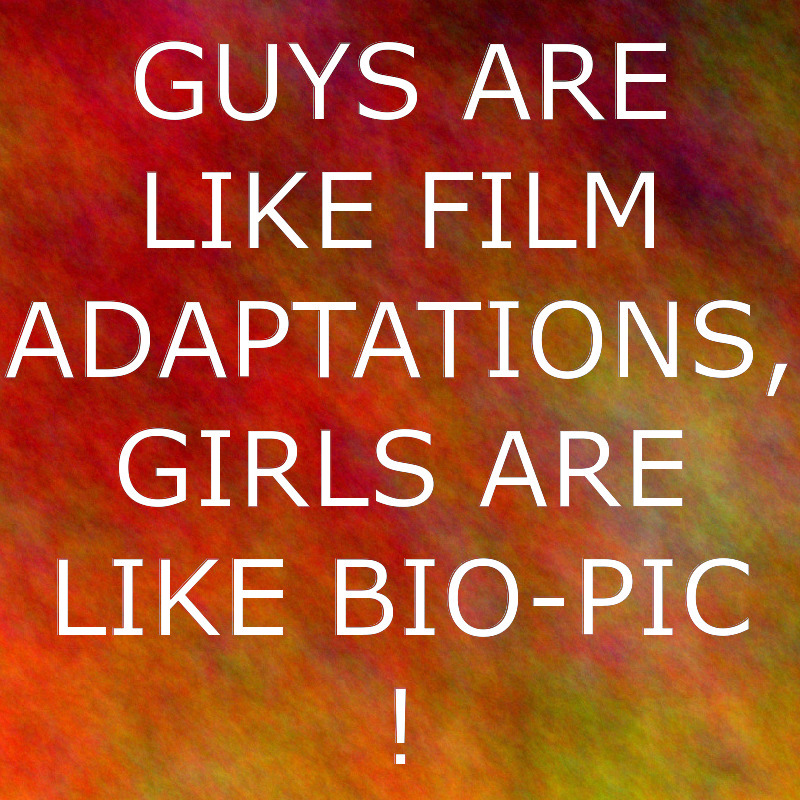 GUYS ARE
LIKE FILM
ADAPTATIONS,
GIRLS ARE
LIKE BIO-PIC
!